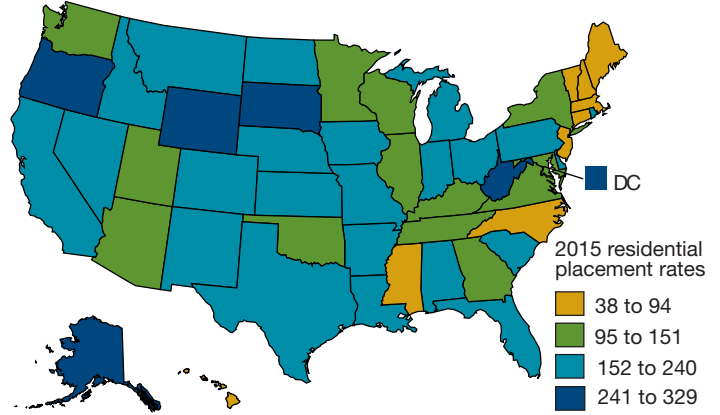 DC
2015 residential
placement rates
38 to 94
95 to 151
152 to 240
241 to 329